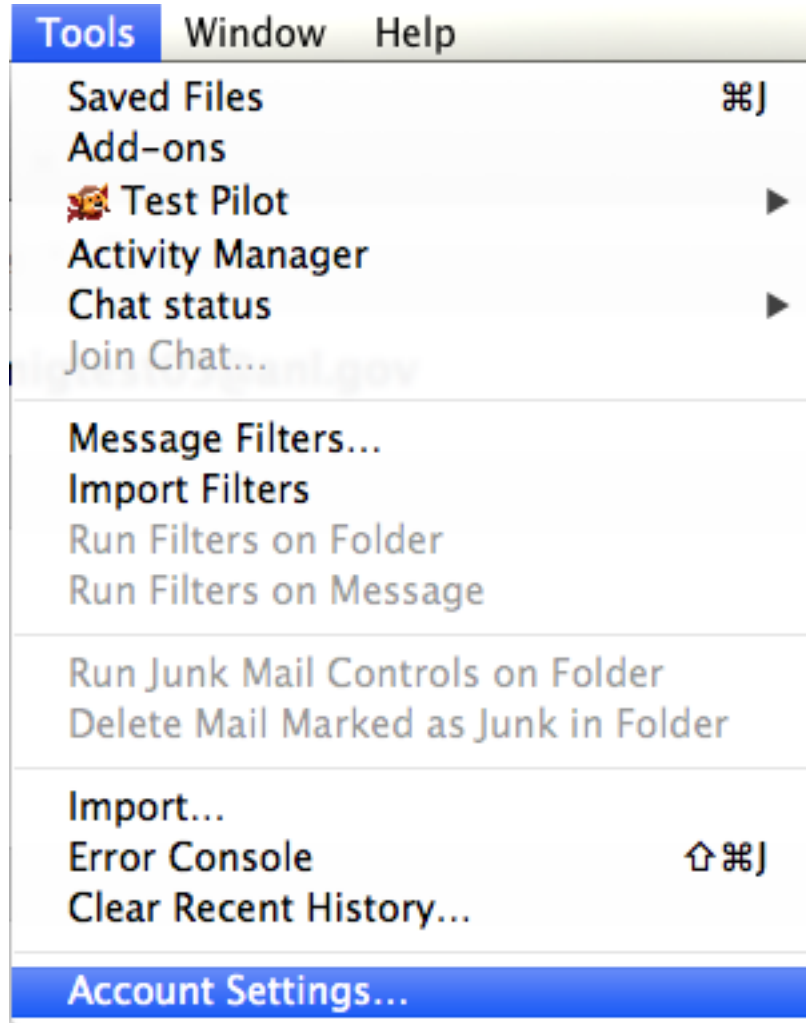 Tools Window Help
Saved Files ⌘J
Add-ons
Test Pilot ▶
Activity Manager
Chat status ▶
Join Chat...
Message Filters...
Import Filters
Run Filters on Folder
Run Filters on Message
Run Junk Mail Controls on Folder
Delete Mail Marked as Junk in Folder
Import...
Error Console ⇧⌘J
Clear Recent History...
Account Settings...